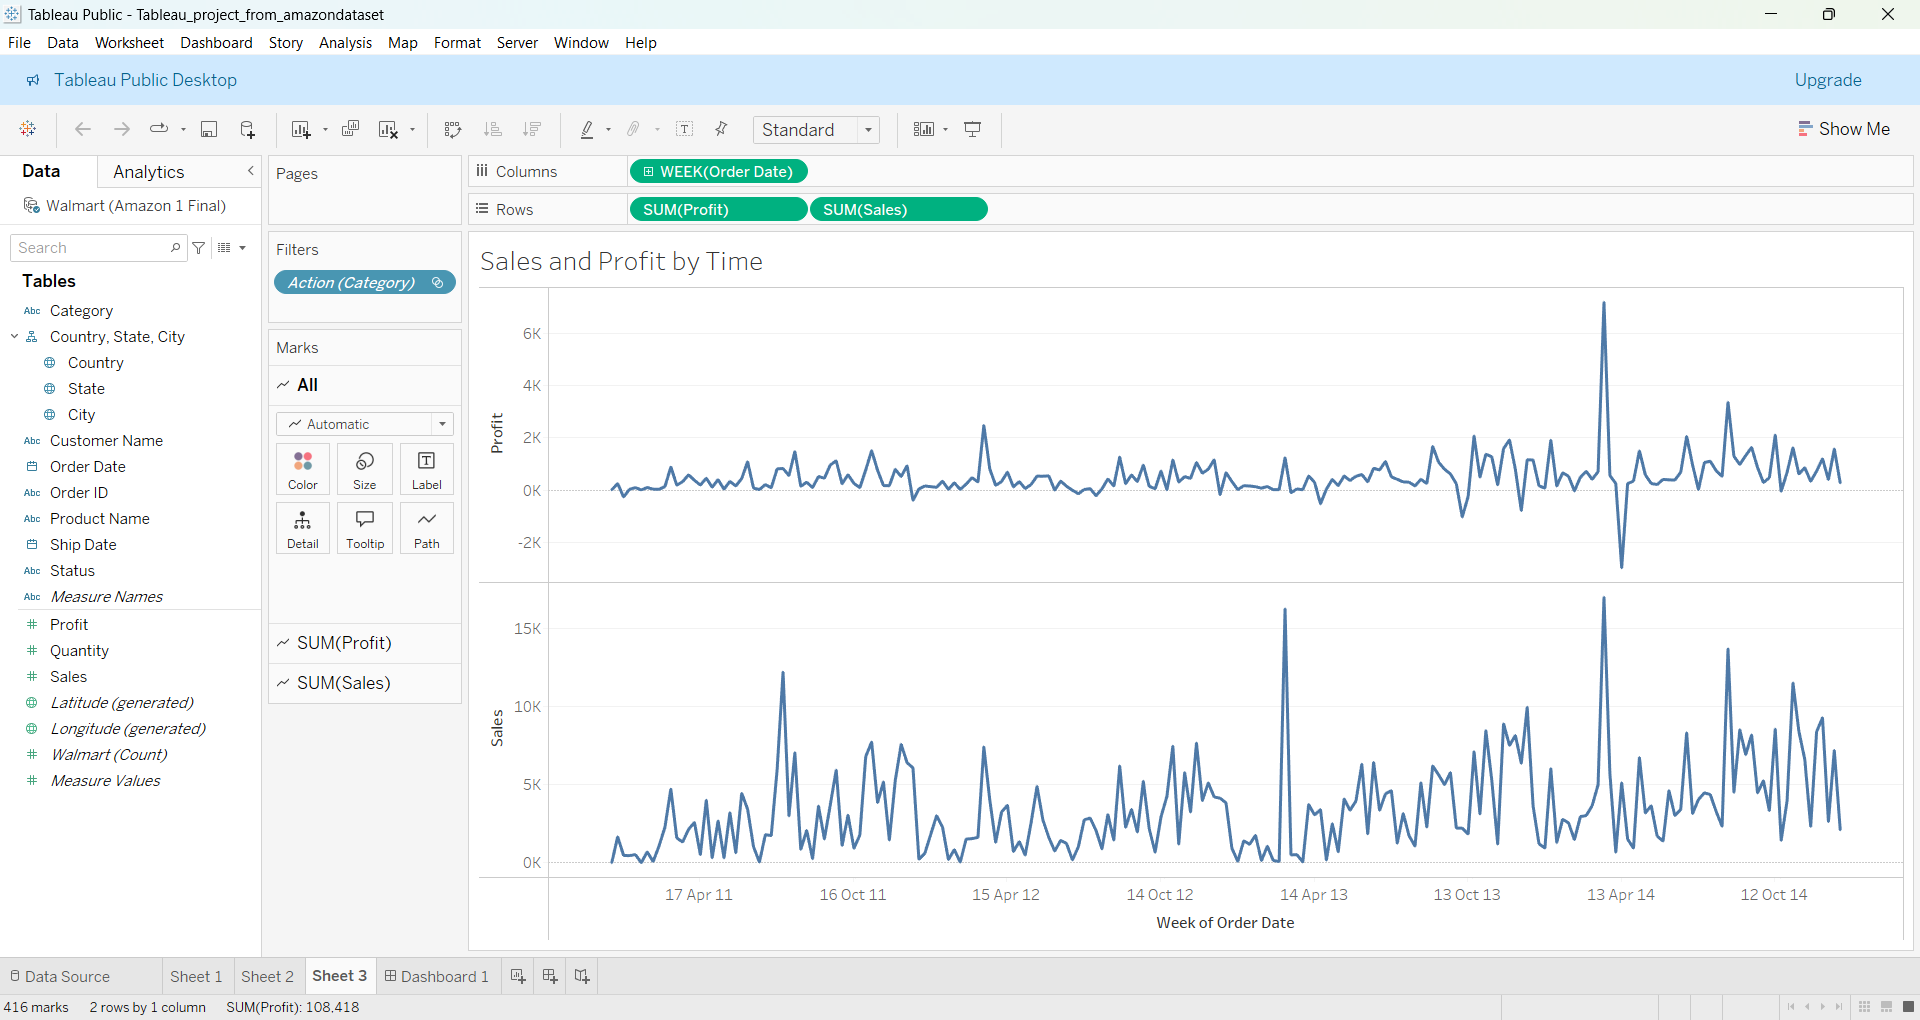 Tableau Public - Tableau_project_from_amazondataset
File Data Worksheet Dashboard Story Analysis Map Format Server Window Help
Tableau Public Desktop
Upgrade
Standard
Show Me
Data
Analytics
Walmart (Amazon 1 Final)
Search
Tables
Abc Category
Country, State, City
Country
State
City
Abc Customer Name
Order Date
Abc Order ID
Abc Product Name
Ship Date
Abc Status
Abc Measure Names
# Profit
# Quantity
# Sales
Latitude (generated)
Longitude (generated)
# Walmart (Count)
# Measure Values
Pages
Filters
Action (Category)
Marks
All
Automatic
Color Size Label
Detail Tooltip Path
SUM(Profit)
SUM(Sales)
Columns
WEEK(Order Date)
Rows
SUM(Profit) SUM(Sales)
Sales and Profit by Time
Profit
6K
4K
2K
0K
-2K
Sales
15K
10K
5K
0K
17 Apr 11 16 Oct 11 15 Apr 12 14 Oct 12 14 Apr 13 13 Oct 13 13 Apr 14 12 Oct 14
Week of Order Date
Data Source Sheet 1 Sheet 2 Sheet 3 Dashboard 1
416 marks 2 rows by 1 column SUM(Profit): 108,418